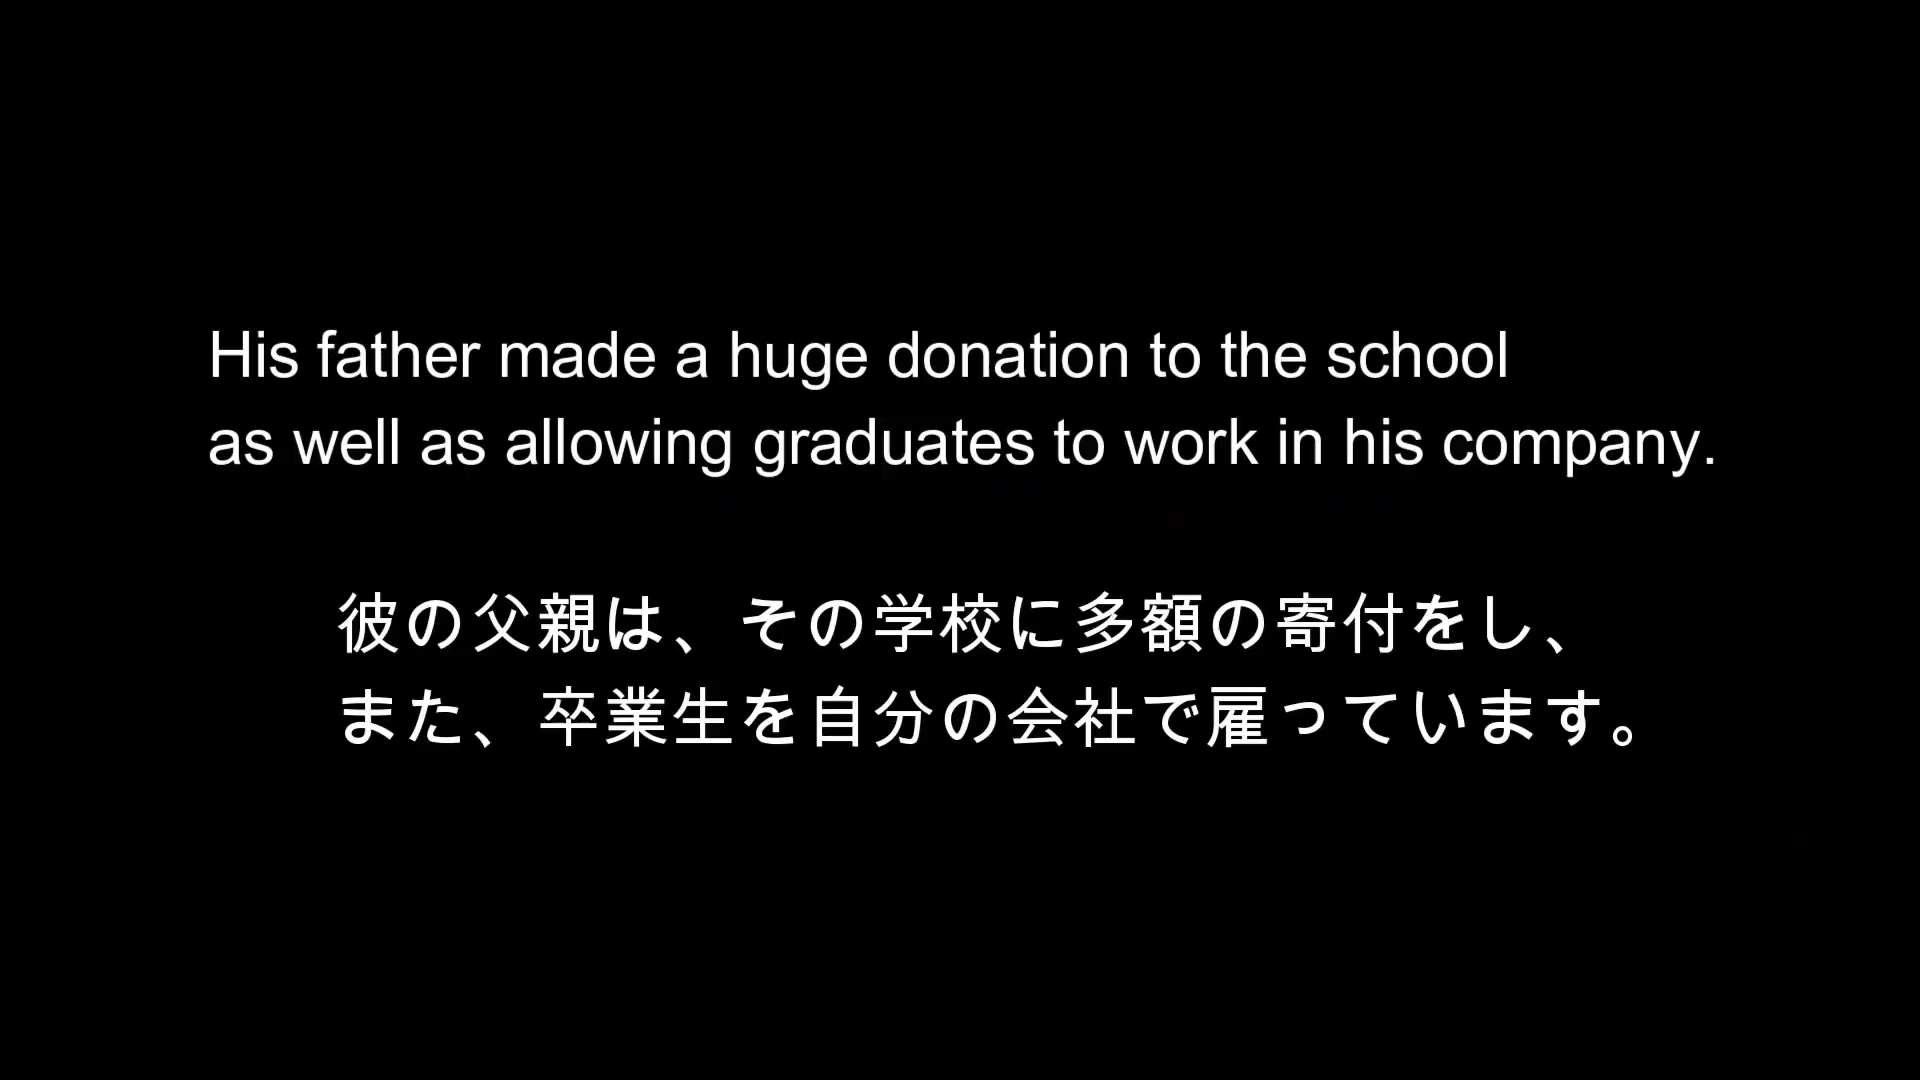 His father made a huge donation to the school
as well as allowing graduates to work in his company.
彼の父親は、その学校に多額の寄付をし、
また、卒業生を自分の会社で雇っています。